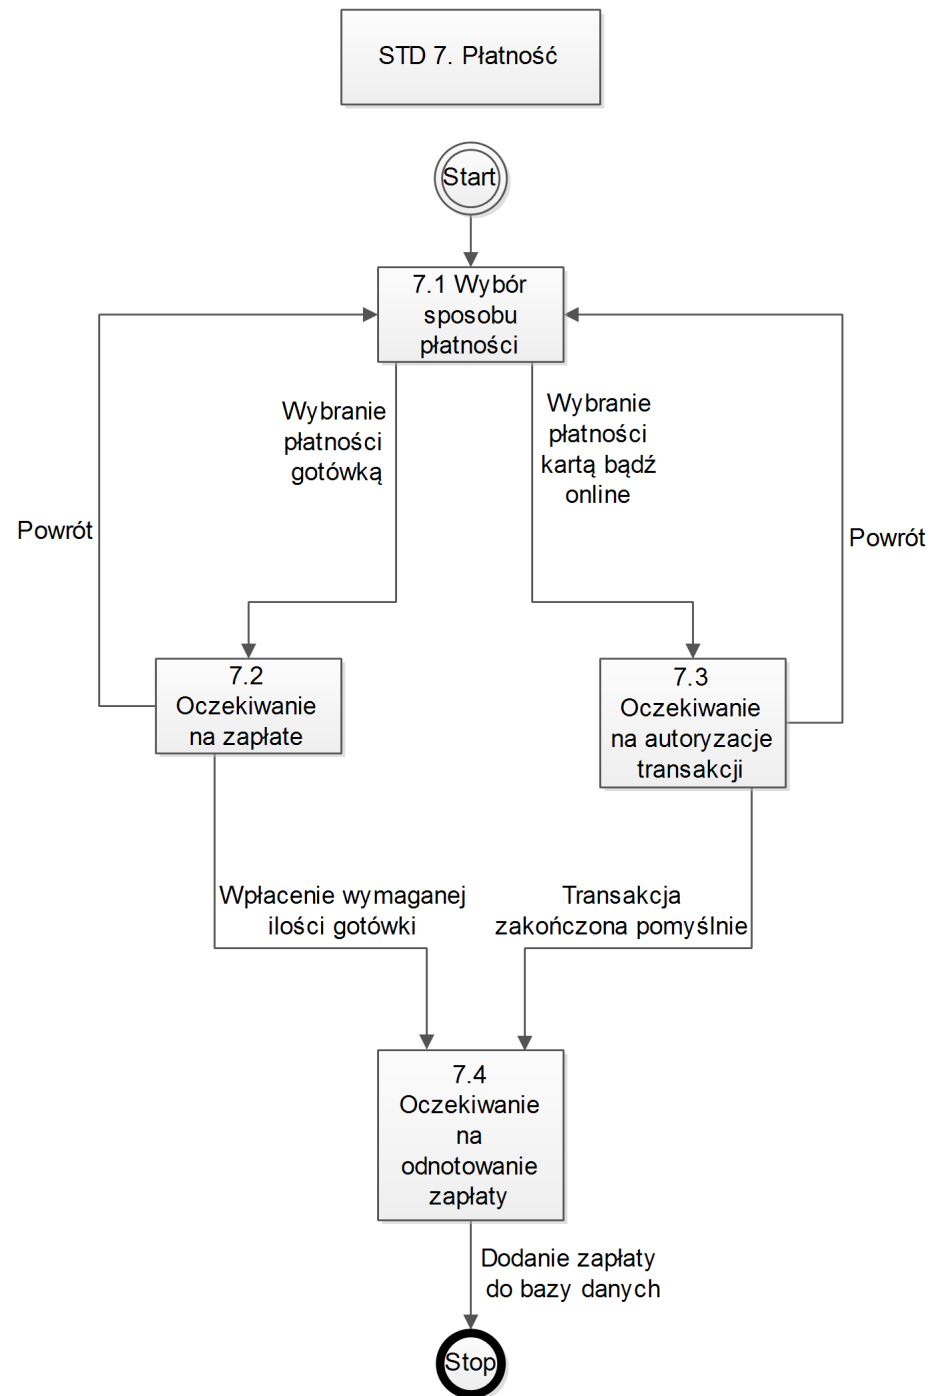 STD 7. Płatność
Start
7.1 Wybór
sposobu
płatności
Wybranie
płatności
gotówką
Wybranie
płatności
kartą bądź
online
Powrót
Powrót
7.2
Oczekiwanie
na zapłate
7.3
Oczekiwanie
na autoryzacje
transakcji
Wpłacenie wymaganej
ilości gotówki
Transakcja
zakończona pomyślnie
7.4
Oczekiwanie
na
odnotowanie
zapłaty
Dodanie zapłaty
do bazy danych
Stop